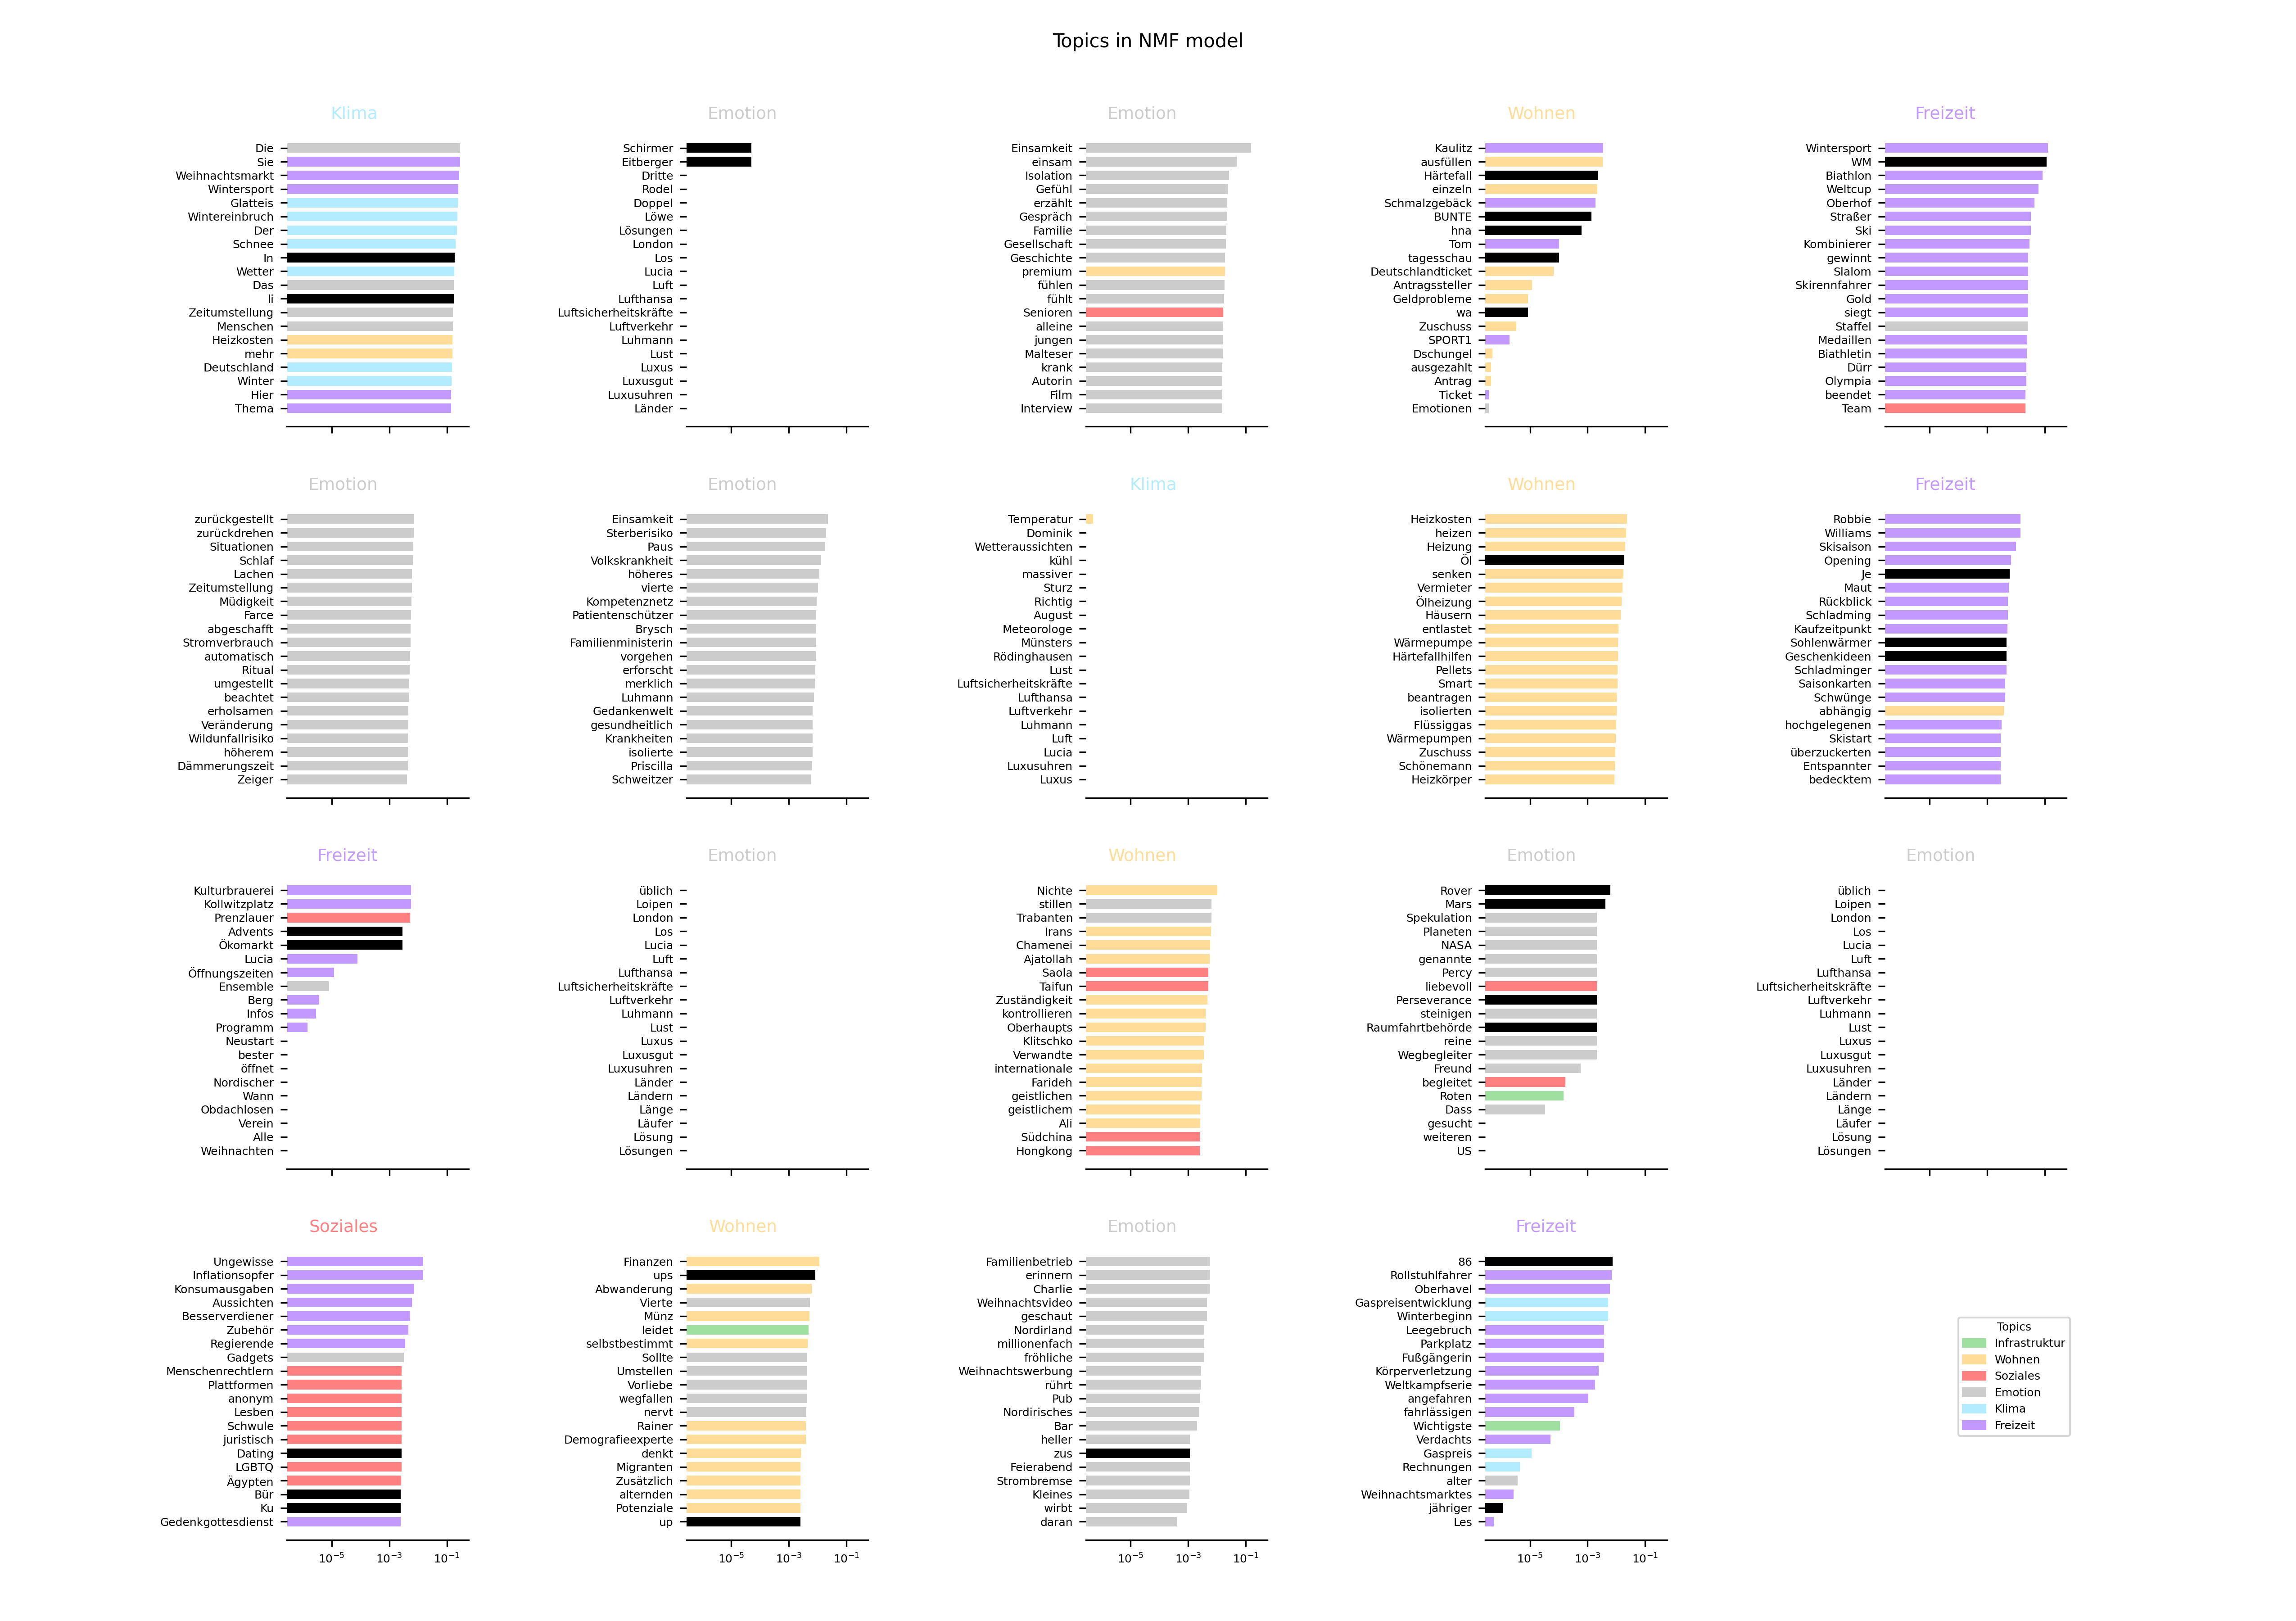 Topics in NMF model
Klima
Die
Sie
Weihnachtsmarkt
Wintersport
Glatteis
Wintereinbruch
Der
Schnee
In
Wetter
Das
li
Zeitumstellung
Menschen
Heizkosten
mehr
Deutschland
Winter
Hier
Thema
Emotion
Schirmer
Eitberger
Dritte
Rodel
Doppel
Löwe
Lösungen
London
Los
Lucia
Luft
Lufthansa
Luftsicherheitskräfte
Luftverkehr
Luhmann
Lust
Luxus
Luxusgut
Luxusuhren
Länder
Emotion
Einsamkeit
einsam
Isolation
Gefühl
erzählt
Gespräch
Familie
Gesellschaft
Geschichte
premium
fühlen
fühlt
Senioren
alleine
jungen
Malteser
krank
Autorin
Film
Interview
Wohnen
Kaulitz
ausfüllen
Härtefall
einzeln
Schmalzgebäck
BUNTE
hna
Tom
tagesschau
Deutschlandticket
Antragssteller
Geldprobleme
wa
Zuschuss
SPORT1
Dschungel
ausgezahlt
Antrag
Ticket
Emotionen
Freizeit
Wintersport
WM
Biathlon
Weltcup
Oberhof
Straßer
Ski
Kombinierer
gewinnt
Slalom
Skirennfahrer
Gold
siegt
Staffel
Medaillen
Biathletin
Dürr
Olympia
beendet
Team
Emotion
zurückgestellt
zurückdrehen
Situationen
Schlaf
Lachen
Zeitumstellung
Müdigkeit
Farce
abgeschafft
Stromverbrauch
automatisch
Ritual
umgestellt
beachtet
erholsamen
Veränderung
Wildunfallrisiko
höherem
Dämmerungszeit
Zeiger
Emotion
Einsamkeit
Sterberisiko
Paus
Volkskrankheit
höheres
vierte
Kompetenznetz
Patientenschützer
Brysch
Familienministerin
vorgehen
erforscht
merklich
Luhmann
Gedankenwelt
gesundheitlich
Krankheiten
isolierte
Priscilla
Schweitzer
Klima
Temperatur
Dominik
Wetteraussichten
kühl
massiver
Sturz
Richtig
August
Meteorologe
Münsters
Rödinghausen
Lust
Luftsicherheitskräfte
Lufthansa
Luftverkehr
Luhmann
Luft
Lucia
Luxusuhren
Luxus
Wohnen
Heizkosten
heizen
Heizung
Öl
senken
Vermieter
Ölheizung
Häusern
entlastet
Wärmepumpe
Härtefallhilfen
Pellets
Smart
beantragen
isolierten
Flüssiggas
Wärmepumpen
Zuschuss
Schönemann
Heizkörper
Freizeit
Robbie
Williams
Skisaison
Opening
Je
Maut
Rückblick
Schladming
Kaufzeitpunkt
Sohlenwärmer
Geschenkideen
Schladminger
Saisonkarten
Schwünge
abhängig
hochgelegenen
Skistart
überzuckerten
Entspannter
bedecktem
Freizeit
Kulturbrauerei
Kollwitzplatz
Prenzlauer
Advents
Ökomarkt
Lucia
Öffnungszeiten
Ensemble
Berg
Infos
Programm
Neustart
bester
öffnet
Nordischer
Wann
Obdachlosen
Verein
Alle
Weihnachten
Emotion
üblich
Loipen
London
Los
Lucia
Luft
Lufthansa
Luftsicherheitskräfte
Luftverkehr
Luhmann
Lust
Luxus
Luxusgut
Luxusuhren
Länder
Ländern
Länge
Läufer
Lösung
Lösungen
Wohnen
Nichte
stillen
Trabanten
Irans
Chamenei
Ajatollah
Saola
Taifun
Zuständigkeit
kontrollieren
Oberhaupts
Klitschko
Verwandte
internationale
Farideh
geistlichen
geistlichem
Ali
Südchina
Hongkong
Emotion
Rover
Mars
Spekulation
Planeten
NASA
genannte
Percy
liebevoll
Perseverance
steinigen
Raumfahrtbehörde
reine
Wegbegleiter
Freund
begleitet
Roten
Dass
gesucht
weiteren
US
Emotion
üblich
Loipen
London
Los
Lucia
Luft
Lufthansa
Luftsicherheitskräfte
Luftverkehr
Luhmann
Lust
Luxus
Luxusgut
Luxusuhren
Länder
Ländern
Länge
Läufer
Lösung
Lösungen
Soziales
Ungewisse
Inflationsopfer
Konsumausgaben
Aussichten
Besserverdiener
Zubehör
Regierende
Gadgets
Menschenrechtlern
Plattformen
anonym
Lesben
Schwule
juristisch
Dating
LGBTQ
Ägypten
Bür
Ku
Gedenkgottesdienst
10⁻⁵ 10⁻³ 10⁻¹
Wohnen
Finanzen
ups
Abwanderung
Vierte
Münz
leidet
selbstbestimmt
Sollte
Umstellen
Vorliebe
wegfallen
nervt
Rainer
Demografieexperte
denkt
Migranten
Zusätzlich
alternden
Potenziale
up
10⁻⁵ 10⁻³ 10⁻¹
Emotion
Familienbetrieb
erinnern
Charlie
Weihnachtsvideo
geschaut
Nordirland
millionenfach
fröhliche
Weihnachtswerbung
rührt
Pub
Nordirisches
Bar
heller
zus
Feierabend
Strombremse
Kleines
wirbt
daran
10⁻⁵ 10⁻³ 10⁻¹
Freizeit
86
Rollstuhlfahrer
Oberhavel
Gaspreisentwicklung
Winterbeginn
Leegebruch
Parkplatz
Fußgängerin
Körperverletzung
Weltkampfserie
angefahren
fahrlässigen
Wichtigste
Verdachts
Gaspreis
Rechnungen
alter
Weihnachtsmarktes
jähriger
Les
10⁻⁵ 10⁻³ 10⁻¹
Topics
Infrastruktur
Wohnen
Soziales
Emotion
Klima
Freizeit